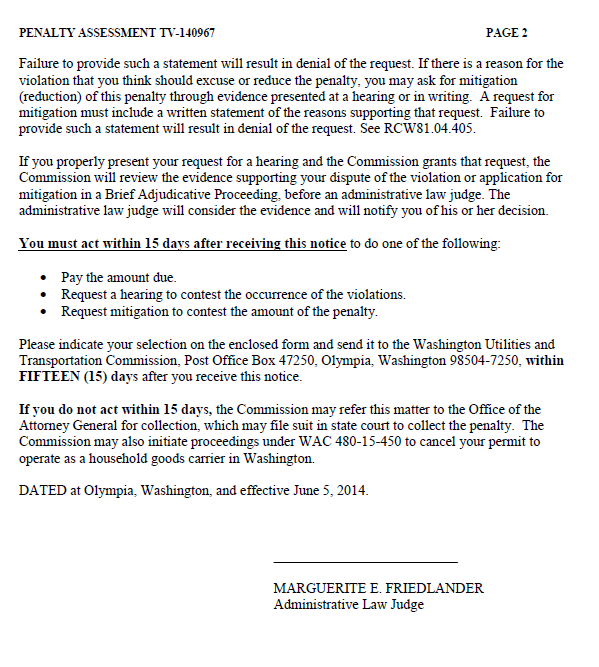 PENALTY ASSESSMENT TV-140967 PAGE 2
Failure to provide such a statement will result in denial of the request. If there is a reason for the
violation that you think should excuse or reduce the penalty, you may ask for mitigation
(reduction) of this penalty through evidence presented at a hearing or in writing.  A request for
mitigation must include a written statement of the reasons supporting that request.  Failure to
provide such a statement will result in denial of the request. See RCW81.04.405.
If you properly present your request for a hearing and the Commission grants that request, the
Commission will review the evidence supporting your dispute of the violation or application for
mitigation in a Brief Adjudicative Proceeding, before an administrative law judge. The
administrative law judge will consider the evidence and will notify you of his or her decision.
You must act within 15 days after receiving this notice to do one of the following:
• Pay the amount due.
• Request a hearing to contest the occurrence of the violations.
• Request mitigation to contest the amount of the penalty.
Please indicate your selection on the enclosed form and send it to the Washington Utilities and
Transportation Commission, Post Office Box 47250, Olympia, Washington 98504-7250, within
FIFTEEN (15) days after you receive this notice.
If you do not act within 15 days, the Commission may refer this matter to the Office of the
Attorney General for collection, which may file suit in state court to collect the penalty.  The
Commission may also initiate proceedings under WAC 480-15-450 to cancel your permit to
operate as a household goods carrier in Washington.
DATED at Olympia, Washington, and effective June 5, 2014.
MARGUERITE E. FRIEDLANDER
Administrative Law Judge